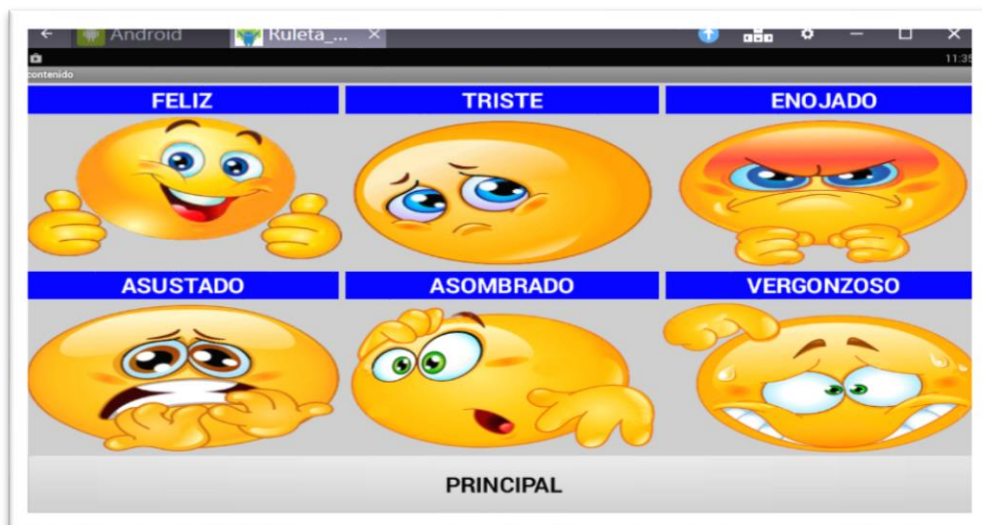 Android Ruleta_...
11:35
contenido
FELIZ TRISTE ENOJADO
ASUSTADO ASOMBRADO VERGONZOSO
PRINCIPAL